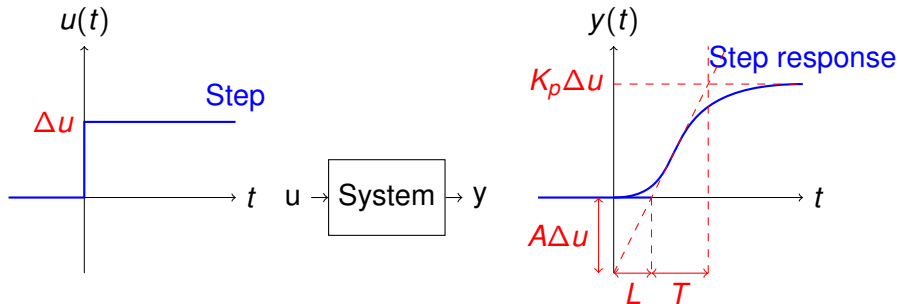 u(t)
Step
Δu
t
u
System
y
y(t)
Step response
K_pΔu
t
AΔu
L
T